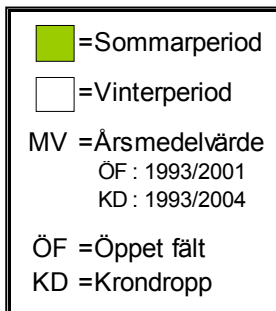 =Sommarperiod
=Vinterperiod
MV =Årsmedelvärde
ÖF : 1993/2001
KD : 1993/2004
ÖF =Öppet fält
KD =Krondropp